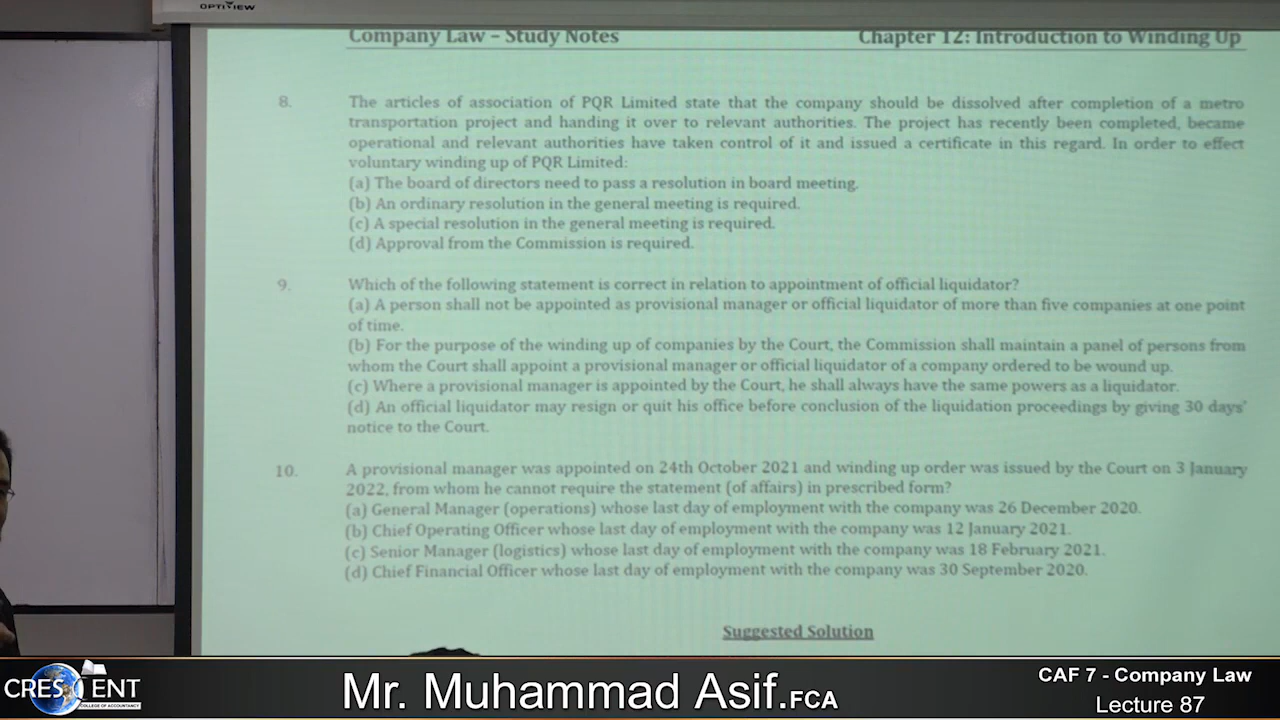 OPTIVIEW
Company Law – Study Notes Chapter 12: Introduction to Winding Up
8. The articles of association of PQR Limited state that the company should be dissolved after completion of a metro
transportation project and handing it over to relevant authorities. The project has recently been completed, became
operational and relevant authorities have taken control of it and issued a certificate in this regard. In order to effect
voluntary winding up of PQR Limited:
(a) The board of directors need to pass a resolution in board meeting.
(b) An ordinary resolution in the general meeting is required.
(c) A special resolution in the general meeting is required.
(d) Approval from the Commission is required.
9. Which of the following statement is correct in relation to appointment of official liquidator?
(a) A person shall not be appointed as provisional manager or official liquidator of more than five companies at one point
of time.
(b) For the purpose of the winding up of companies by the Court, the Commission shall maintain a panel of persons from
whom the Court shall appoint a provisional manager or official liquidator of a company ordered to be wound up.
(c) Where a provisional manager is appointed by the Court, he shall always have the same powers as a liquidator.
(d) An official liquidator may resign or quit his office before conclusion of the liquidation proceedings by giving 30 days'
notice to the Court.
10. A provisional manager was appointed on 24th October 2021 and winding up order was issued by the Court on 3 January
2022, from whom he cannot require the statement (of affairs) in prescribed form?
(a) General Manager (operations) whose last day of employment with the company was 26 December 2020.
(b) Chief Operating Officer whose last day of employment with the company was 12 January 2021.
(c) Senior Manager (logistics) whose last day of employment with the company was 18 February 2021.
(d) Chief Financial Officer whose last day of employment with the company was 30 September 2020.
Suggested Solution
CRESCENT
COLLEGE OF ACCOUNTANCY
Mr. Muhammad Asif.FCA
CAF 7 - Company Law
Lecture 87